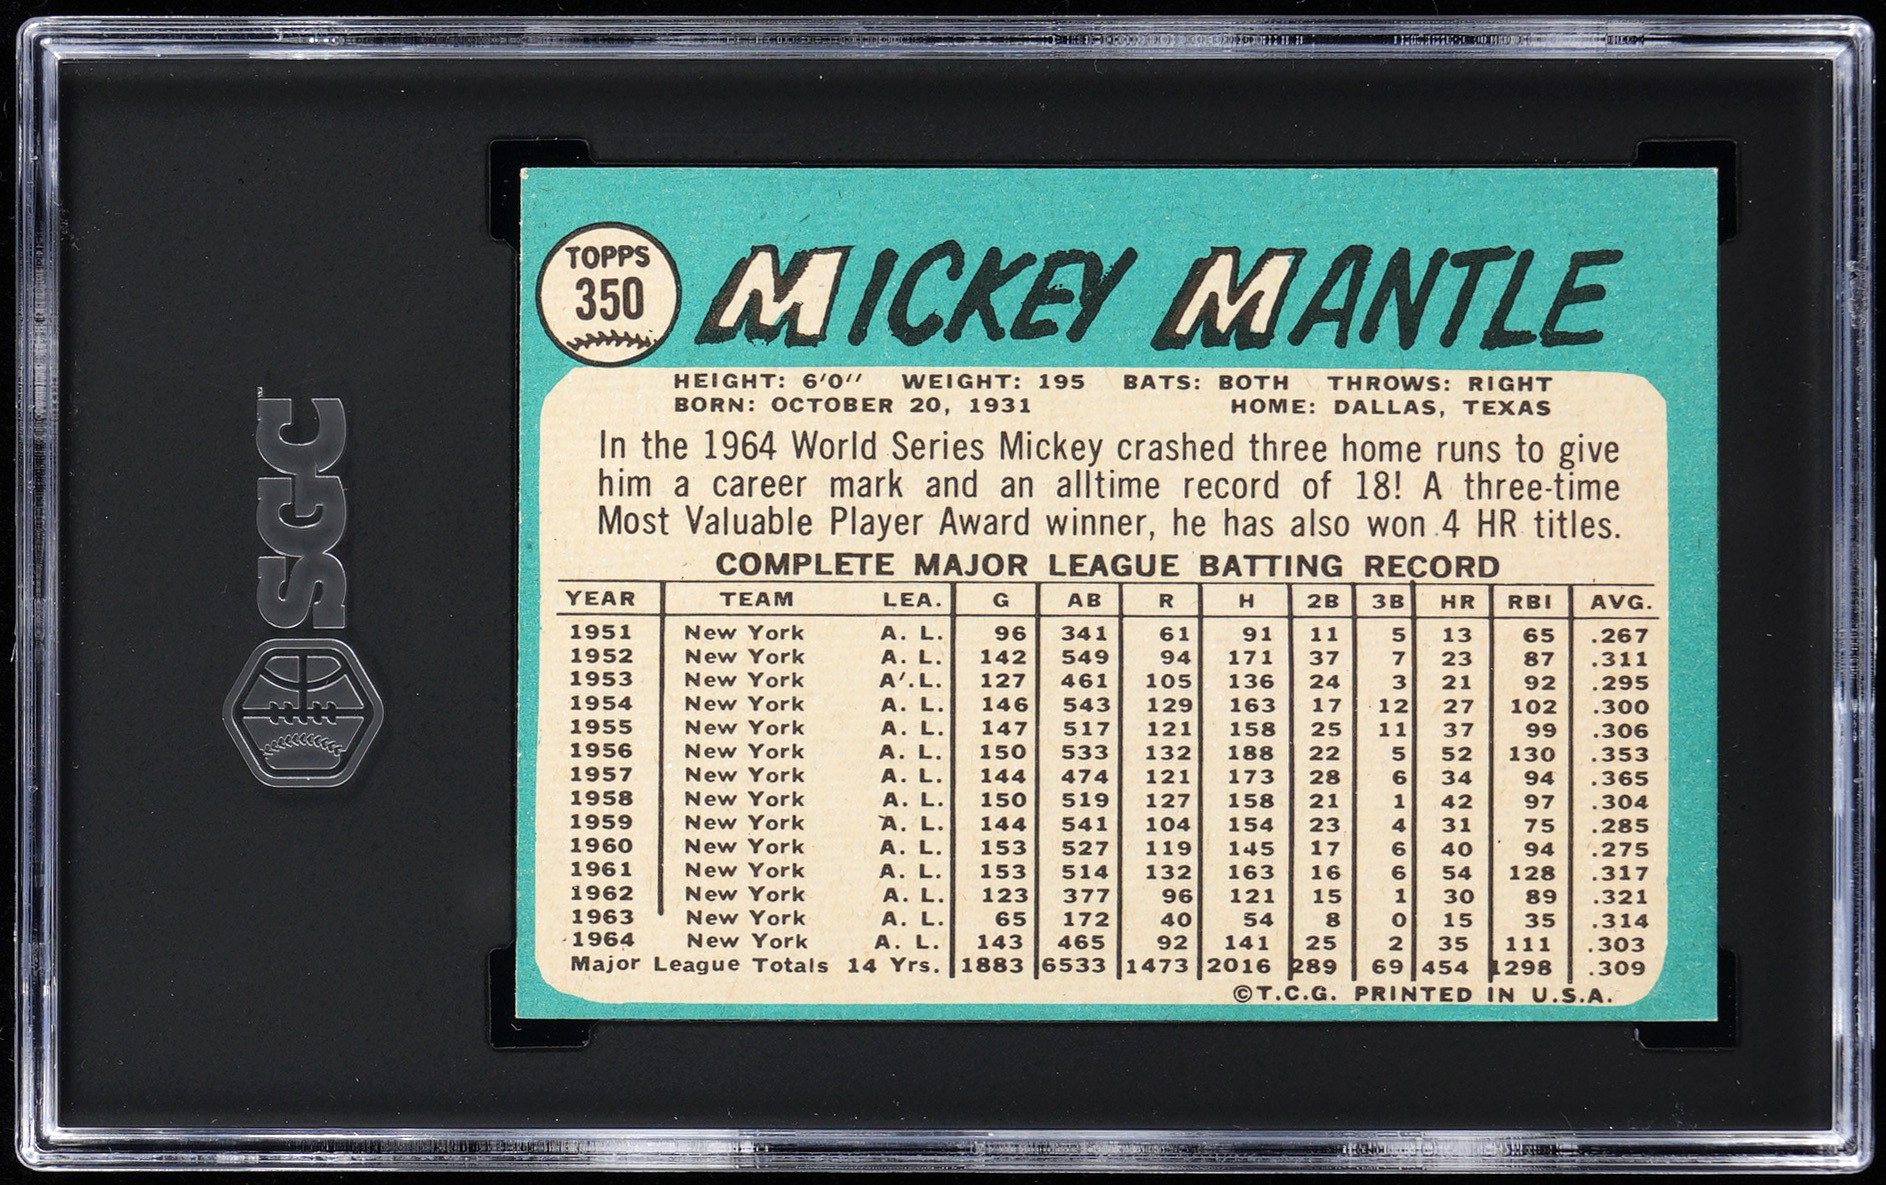 SGC
TOPPS
350
MICKEY MANTLE
HEIGHT: 6'0" WEIGHT: 195 BATS: BOTH THROWS: RIGHT
BORN: OCTOBER 20, 1931 HOME: DALLAS, TEXAS
In the 1964 World Series Mickey crashed three home runs to give
him a career mark and an alltime record of 18! A three-time
Most Valuable Player Award winner, he has also won 4 HR titles.
COMPLETE MAJOR LEAGUE BATTING RECORD
YEAR TEAM LEA. G AB R H 2B 3B HR RBI AVG.
1951 New York A. L. 96 341 61 91 11 5 13 65 .267
1952 New York A. L. 142 549 94 171 37 7 23 87 .311
1953 New York A. L. 127 461 105 136 24 3 21 92 .295
1954 New York A. L. 146 543 129 163 17 12 27 102 .300
1955 New York A. L. 147 517 121 158 25 11 37 99 .306
1956 New York A. L. 150 533 132 188 22 5 52 130 .353
1957 New York A. L. 144 474 121 173 28 6 34 94 .365
1958 New York A. L. 150 519 127 158 21 1 42 97 .304
1959 New York A. L. 144 541 104 154 23 4 31 75 .285
1960 New York A. L. 153 527 119 145 17 6 40 94 .275
1961 New York A. L. 153 514 132 163 16 6 54 128 .317
1962 New York A. L. 123 377 96 121 15 1 30 89 .321
1963 New York A. L. 65 172 40 54 8 0 15 35 .314
1964 New York A. L. 143 465 92 141 25 2 35 111 .303
Major League Totals 14 Yrs. 1883 6533 1473 2016 289 69 454 1298 .309
©T.C.G. PRINTED IN U.S.A.